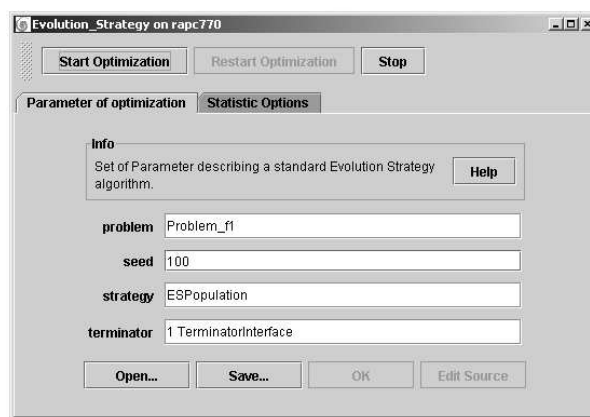 Evolution_Strategy on rapc770
Start Optimization Restart Optimization Stop
Parameter of optimization Statistic Options
Info
Set of Parameter describing a standard Evolution Strategy
algorithm.
Help
problem Problem_f1
seed 100
strategy ESPopulation
terminator 1 TerminatorInterface
Open... Save... OK Edit Source